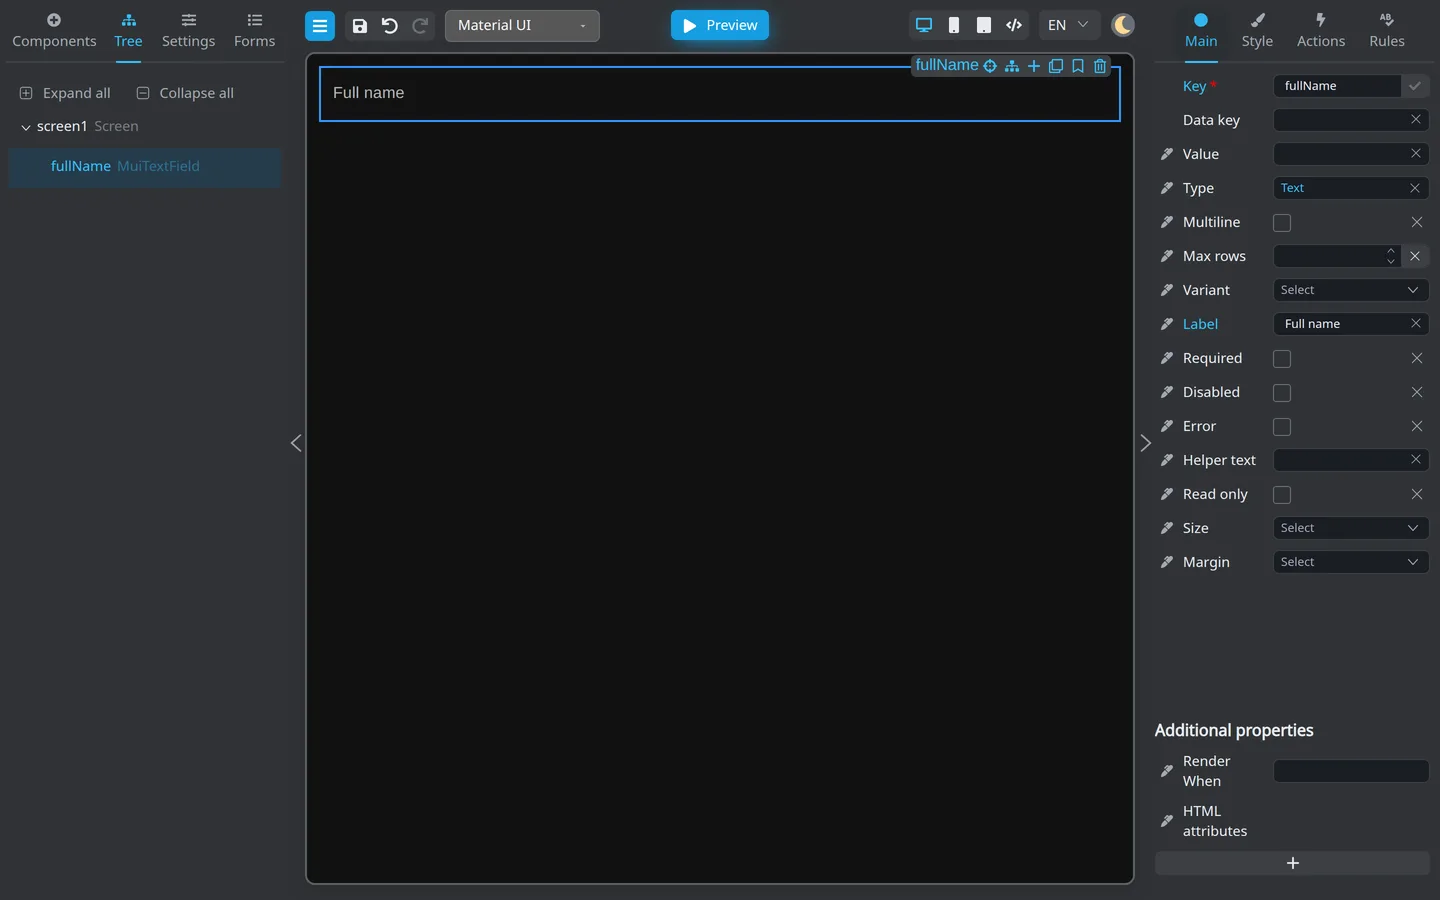 Components
Tree
Settings
Forms
Material UI
Preview
EN
Main
Style
Actions
Rules
Expand all
Collapse all
screen1 Screen
fullName MuiTextField
fullName
Full name
Key * fullName
Data key
Value
Type Text
Multiline
Max rows
Variant Select
Label Full name
Required
Disabled
Error
Helper text
Read only
Size Select
Margin Select
Additional properties
Render
When
HTML
attributes